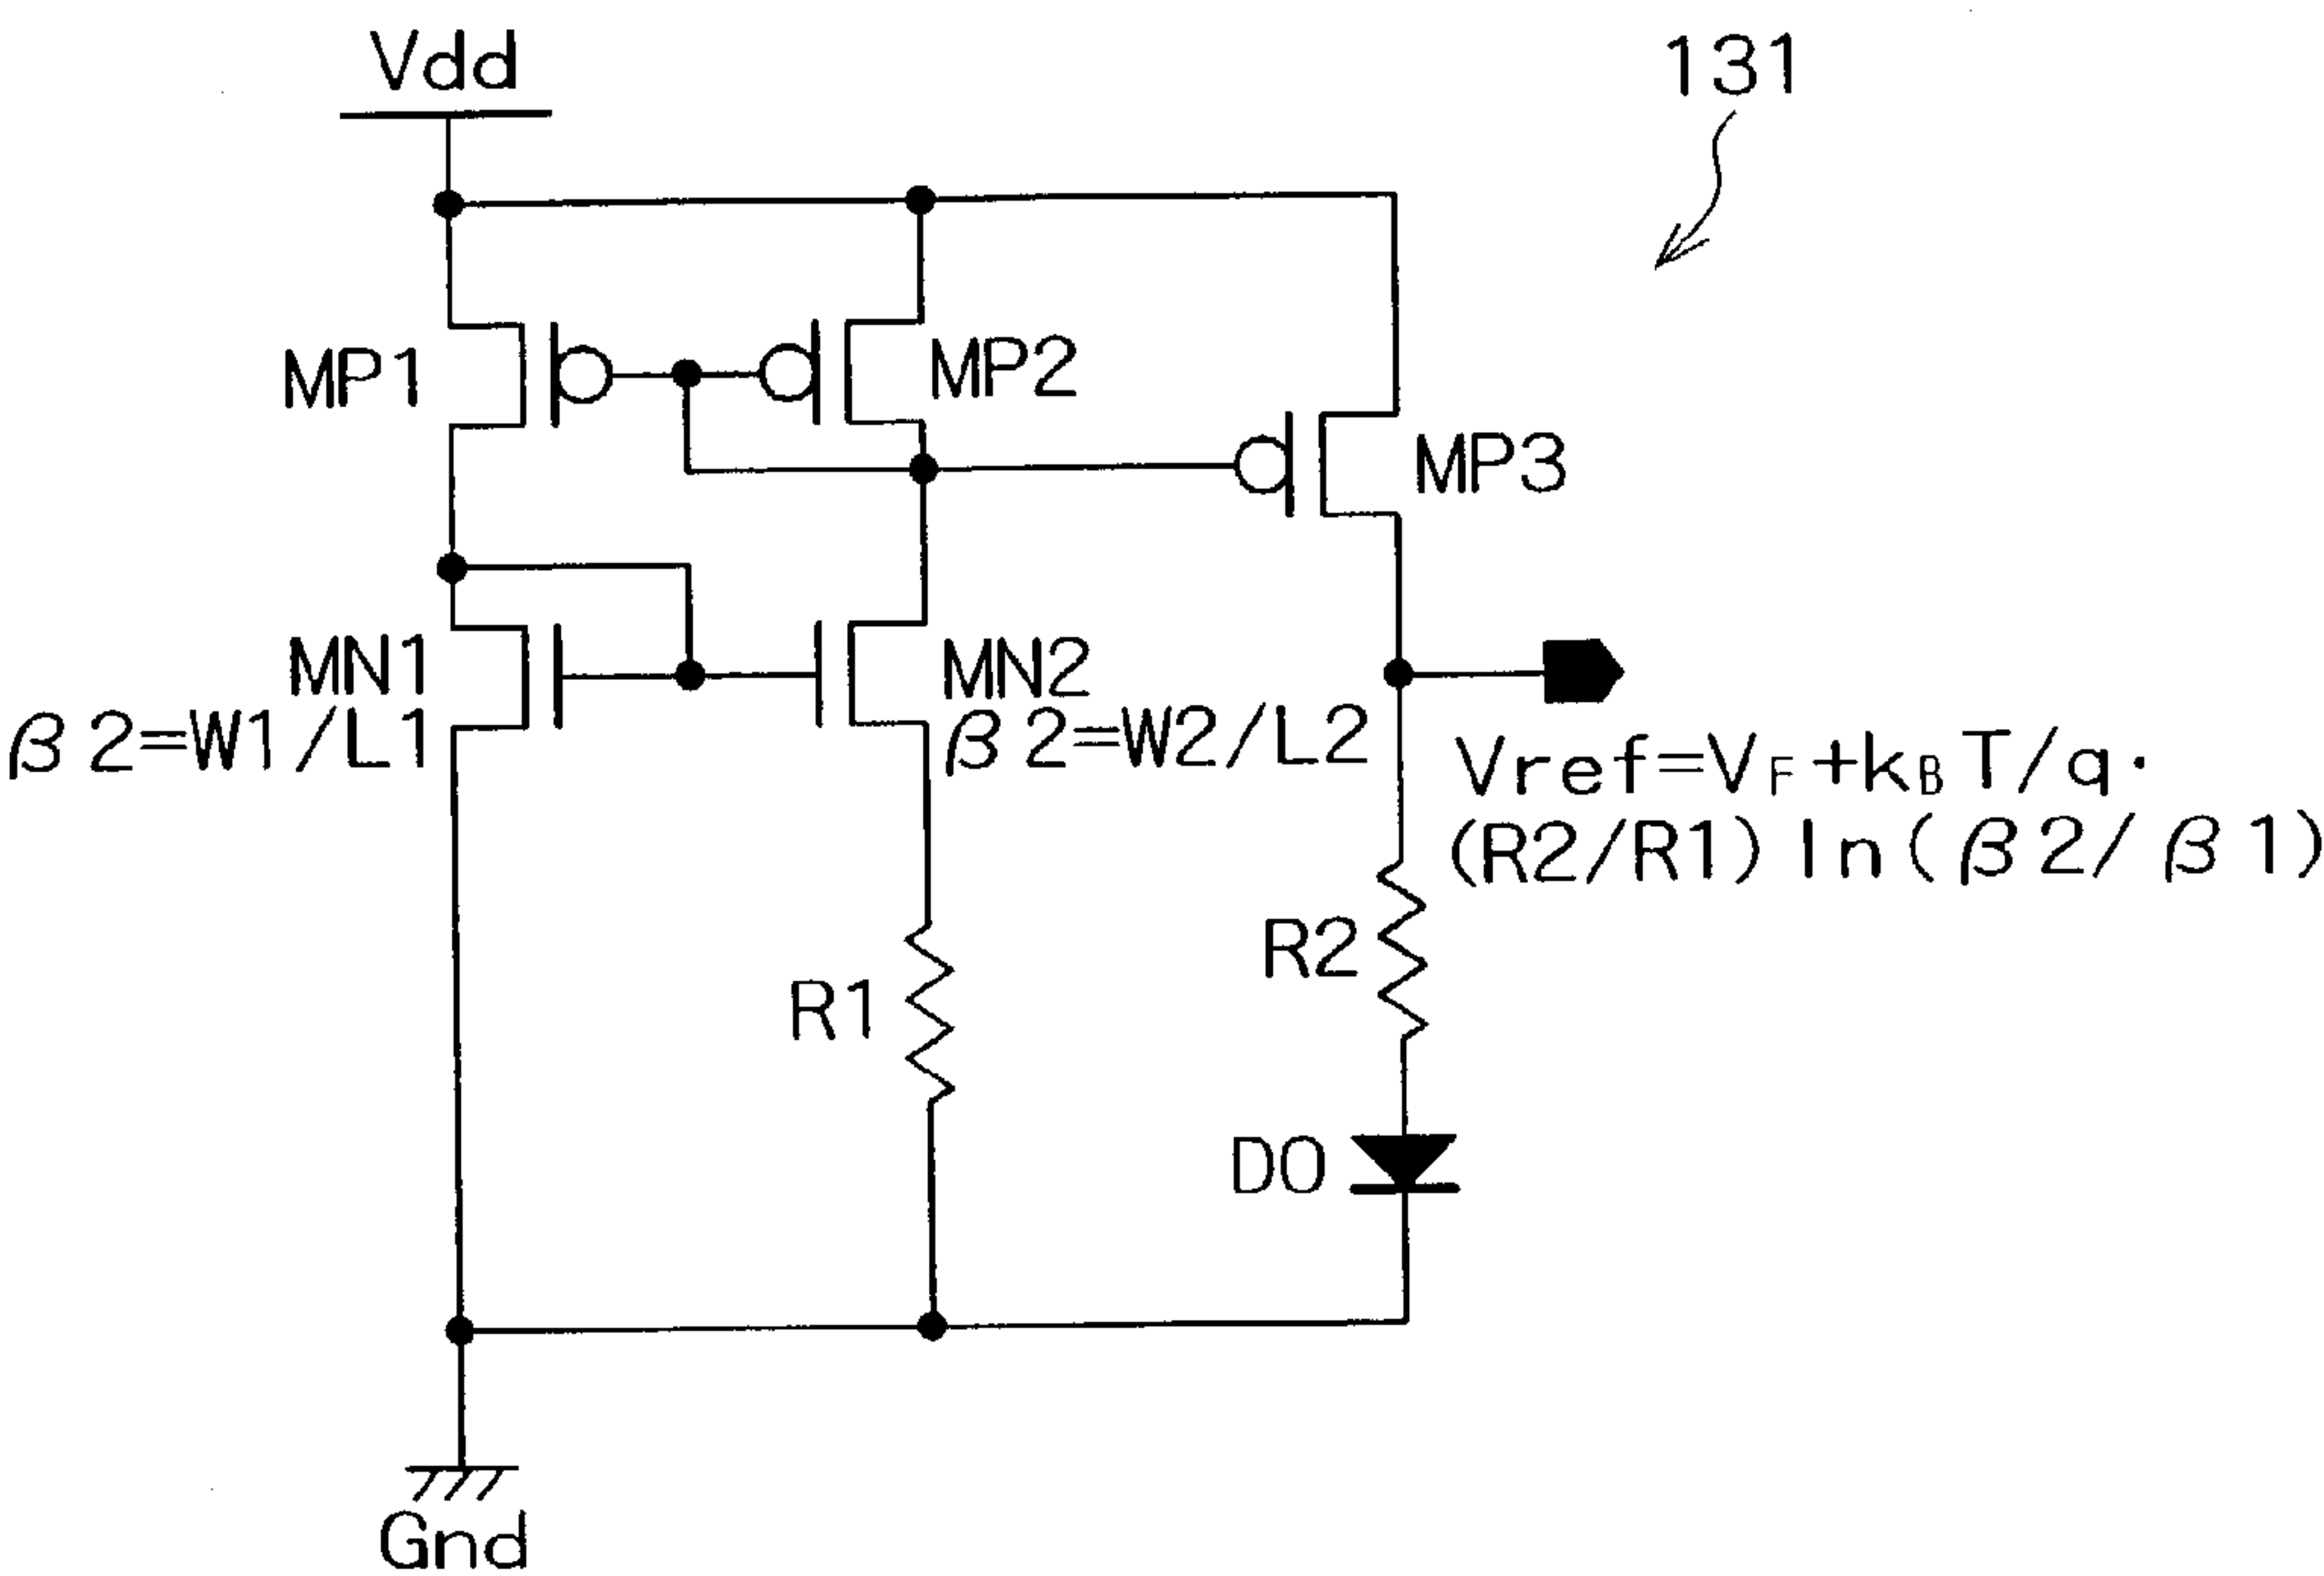 Vdd
131
MP1
MP2
MP3
MN1
β2=W1/L1
MN2
β2=W2/L2
Vref=VF+kBT/q·
(R2/R1)ln(β2/β1)
R2
R1
D0
Gnd